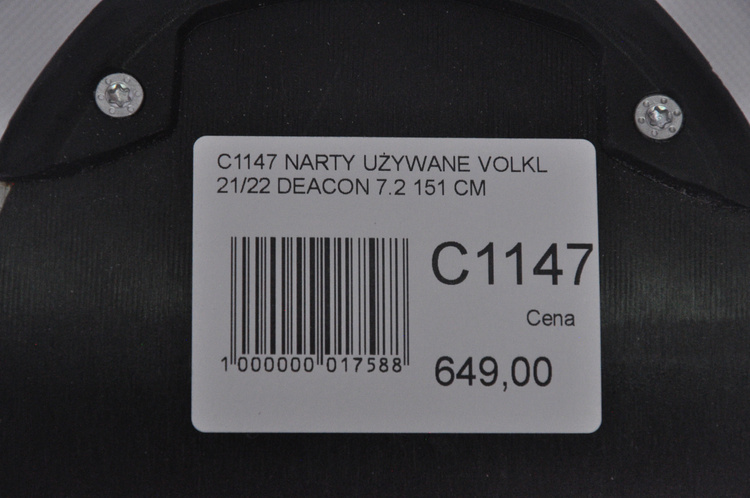 C1147 NARTY UŻYWANE VOLKL
21/22 DEACON 7.2 151 CM
C1147
Cena
1 000000 017588
649,00